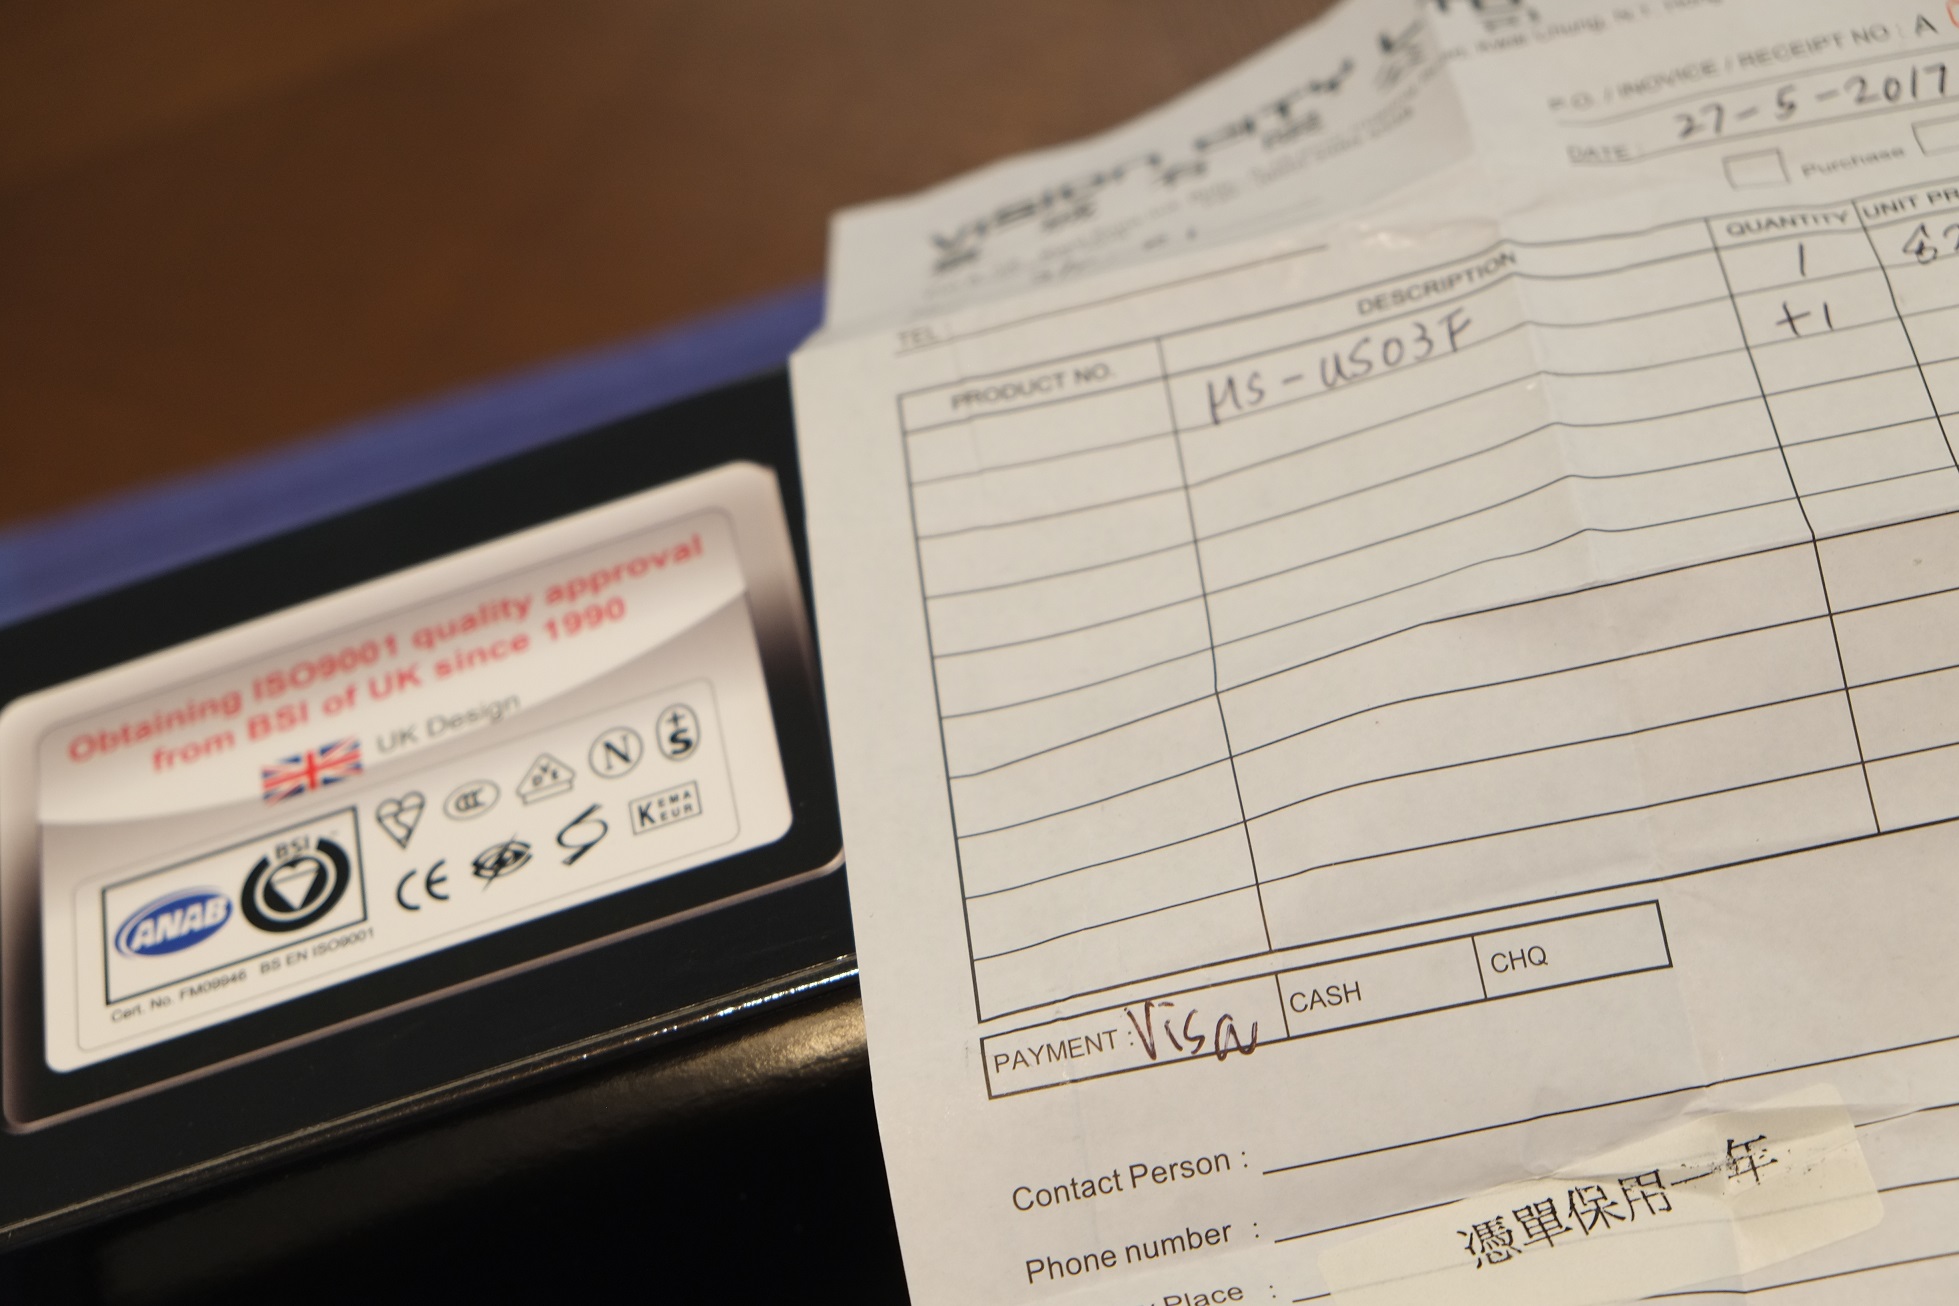 Obtaining ISO9001 quality approval
from BSI of UK since 1990
UK Design
BSI
ANAB
N
+S
CE
KEMA
EUR
Cert. No. FM09946 BS EN ISO9001
P.O. / INOVICE / RECEIPT NO : A
DATE : 27-5-2017
Purchase
TEL
PRODUCT NO. DESCRIPTION QUANTITY UNIT PR
MS-US03F 1
+1
PAYMENT : Visa CASH CHQ
Contact Person :
Phone number :
Place :
憑單保用一年